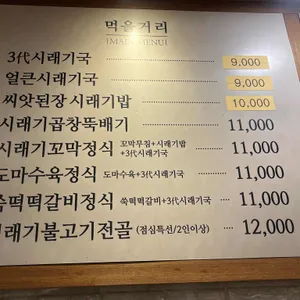 먹을거리
[MAIN MENU]
3代시래기국 9,000
얼큰시래기국 9,000
씨앗된장 시래기밥 10,000
시래기곱창뚝배기 11,000
시래기꼬막정식 꼬막무침+시래기밥 11,000
+3代시래기국
도마수육정식 도마수육+3代시래기국 11,000
쑥떡떡갈비정식 쑥떡떡갈비+3代시래기국 11,000
시래기불고기전골 (점심특선/2인이상) 12,000